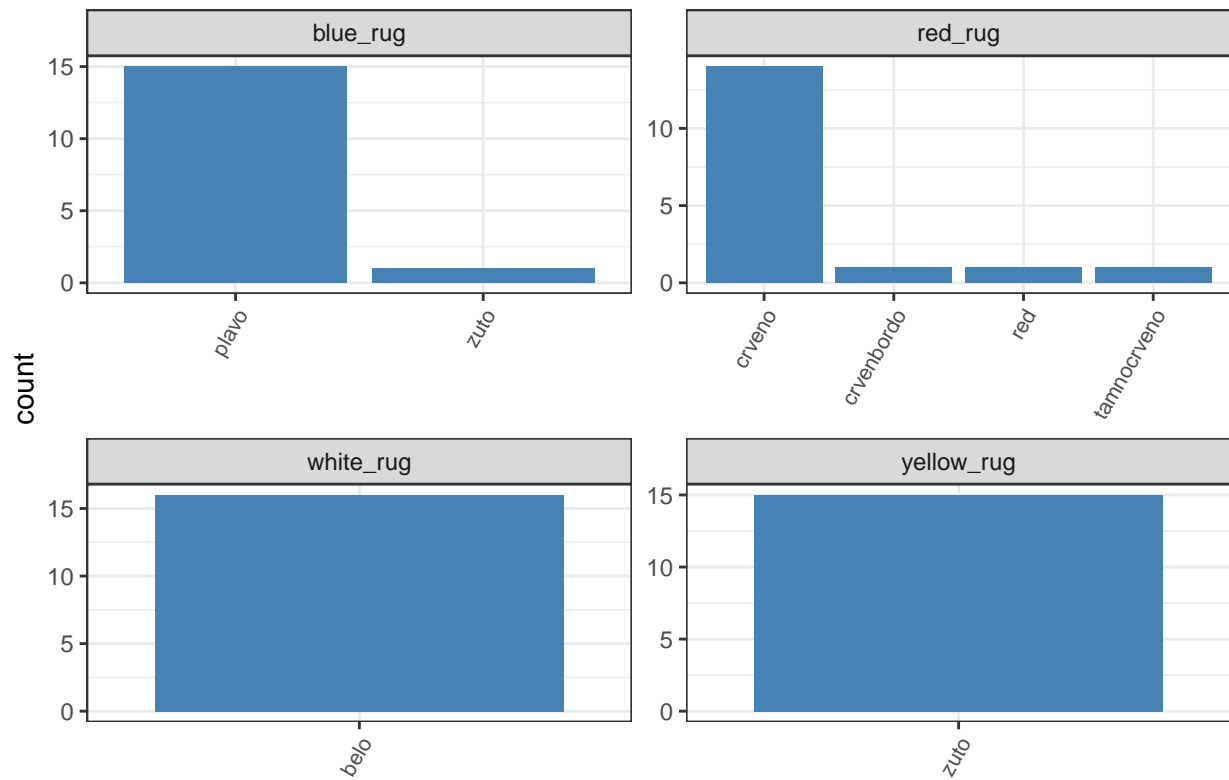 blue_rug
15
10
5
0
plavo
zuto
red_rug
10
5
0
crveno
crvenbordo
red
tamnocrveno
count
white_rug
15
10
5
0
belo
yellow_rug
15
10
5
0
zuto